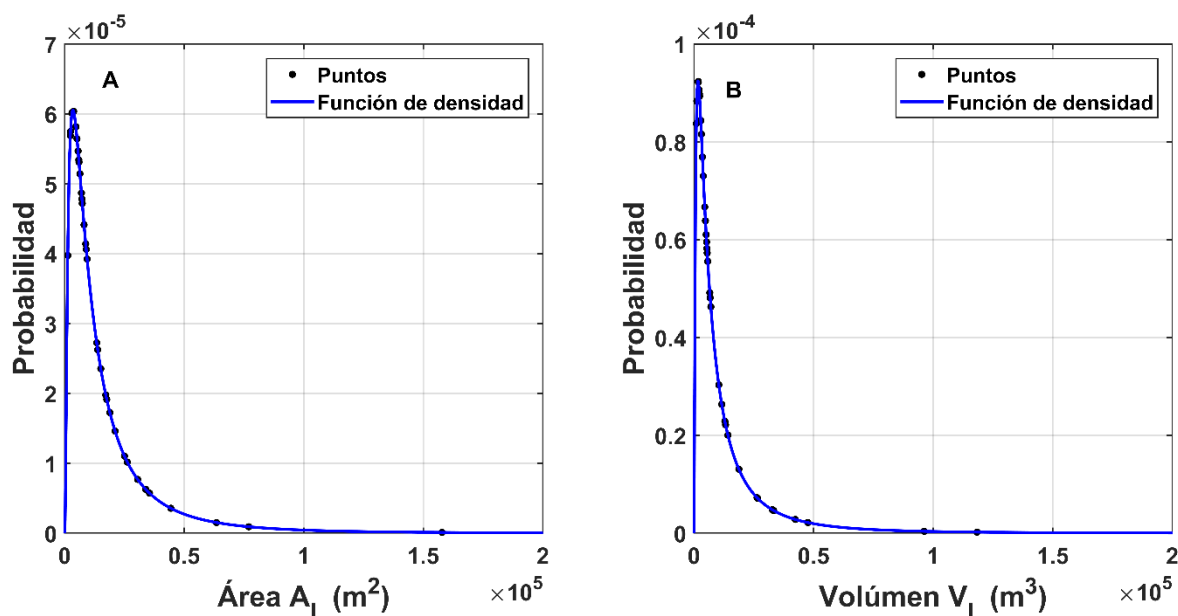 ×10⁻⁵
7
6
5
4
3
2
1
0
Probabilidad
A
Puntos
Función de densidad
0
0.5
1
1.5
2
×10⁵
Área A_L (m²)
×10⁻⁴
1
0.8
0.6
0.4
0.2
0
Probabilidad
B
Puntos
Función de densidad
0
0.5
1
1.5
2
×10⁵
Volúmen V_L (m³)